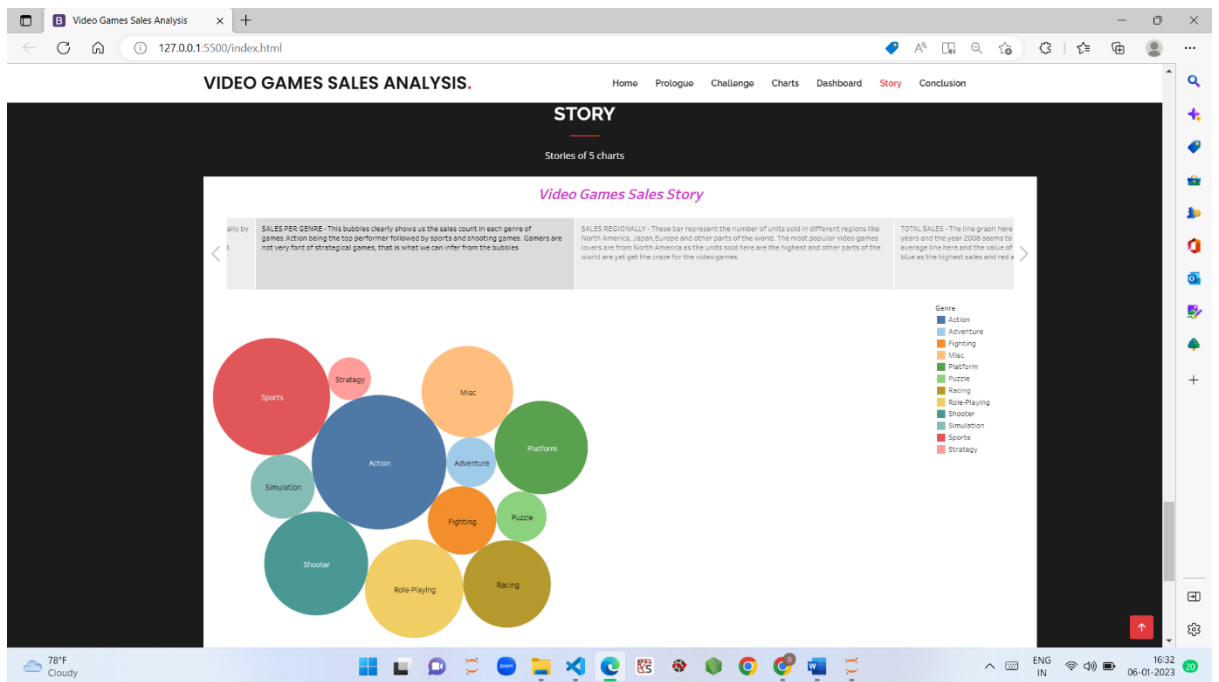 Video Games Sales Analysis
127.0.0.1:5500/index.html
VIDEO GAMES SALES ANALYSIS.
Home Prologue Challenge Charts Dashboard Story Conclusion
STORY
Stories of 5 charts
Video Games Sales Story
ally by
SALES PER GENRE - This bubbles clearly shows us the sales count in each genre of
games.Action being the top performer followed by sports and shooting games. Gamers are
not very font of strategical games, that is what we can infer from the bubbles
SALES REGIONALLY - These bar represent the number of units sold in different regions like
North America, Japan,Europe and other parts of the world. The most popular video games
lovers are from North America as the units sold here are the highest and other parts of the
world are yet get the craze for the video games.
TOTAL SALES - The line graph here
years and the year 2008 seems to
average line here and the value of
blue as the highest sales and red a
Genre
Action
Adventure
Fighting
Misc
Platform
Puzzle
Racing
Role-Playing
Shooter
Simulation
Sports
Strategy
Strategy
Sports
Misc
Platform
Action
Adventure
Simulation
Fighting
Puzzle
Shooter
Role-Playing
Racing
78°F
Cloudy
zoom
ENG
IN
16:32
06-01-2023
20